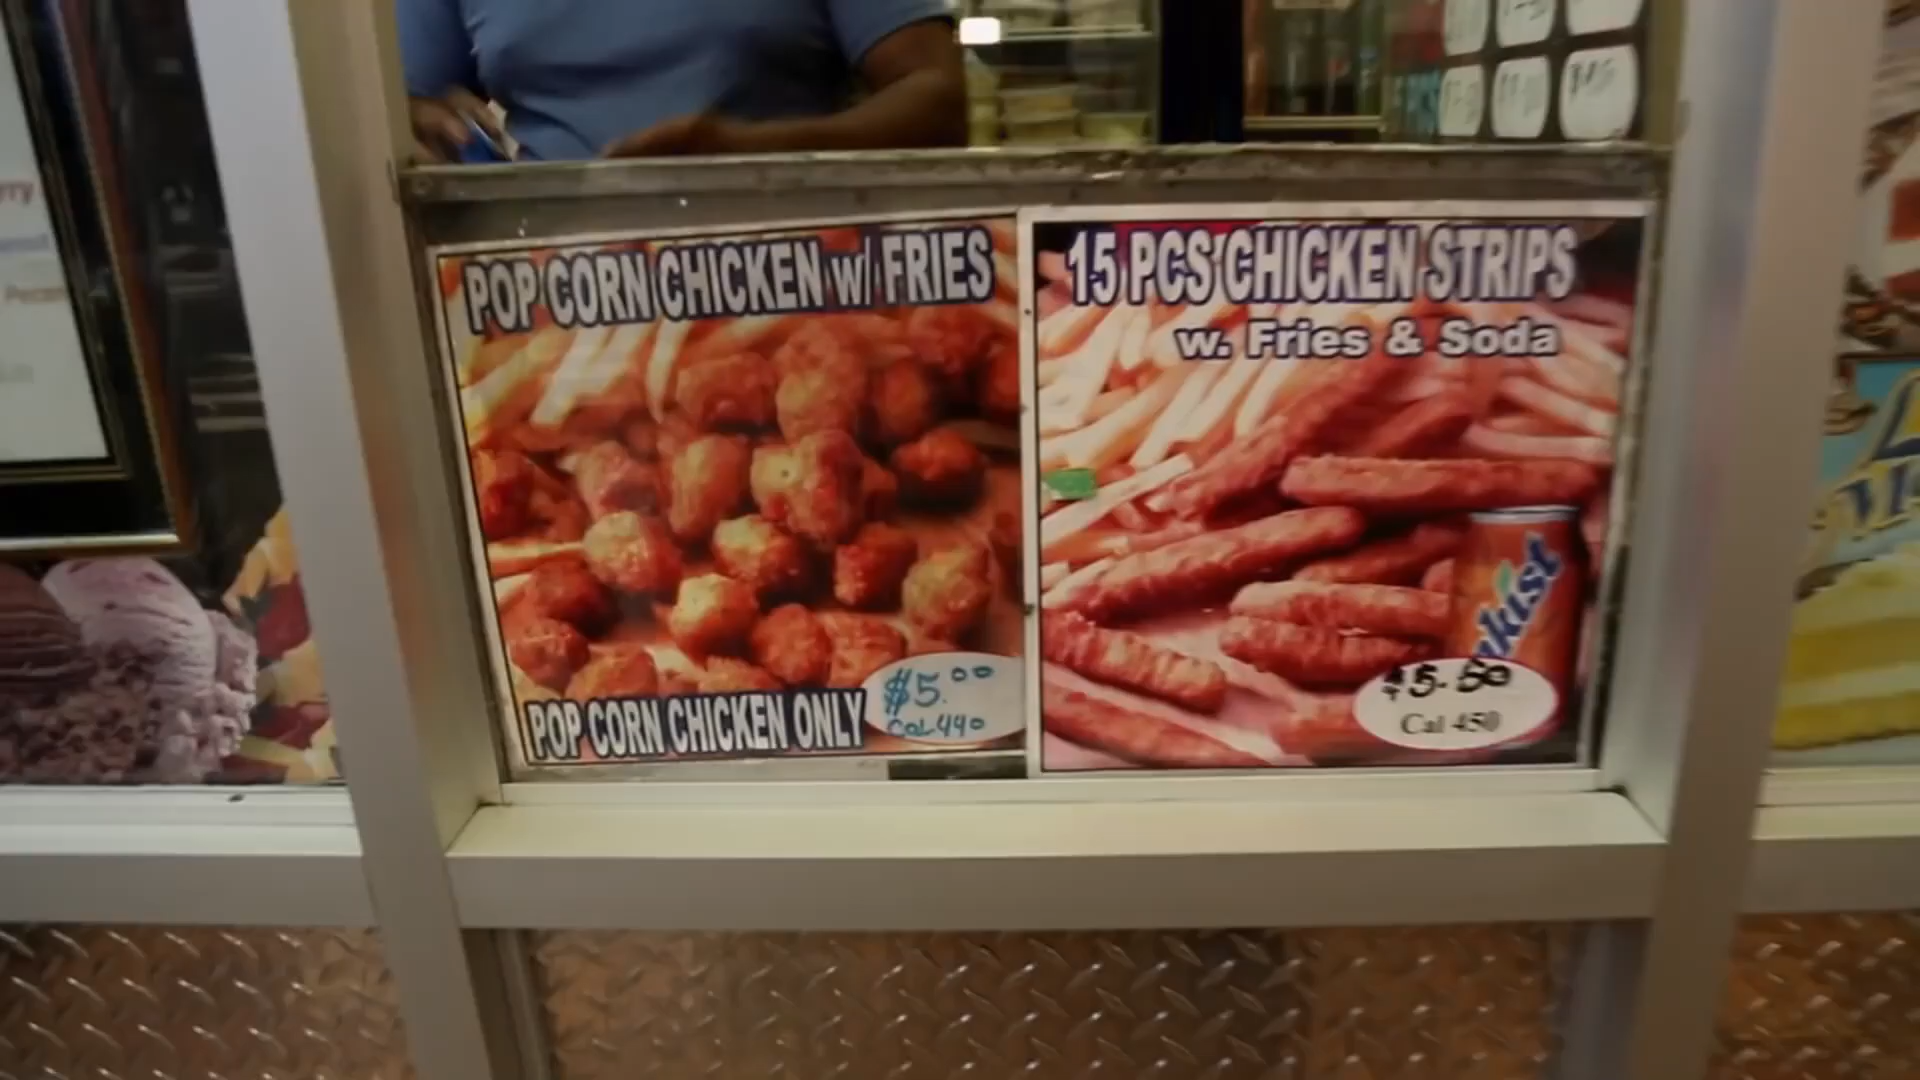 POP CORN CHICKEN w/ FRIES
POP CORN CHICKEN ONLY
$5.00
CAL 440
15 PCS CHICKEN STRIPS
w. Fries & Soda
$5.50
Cal 450